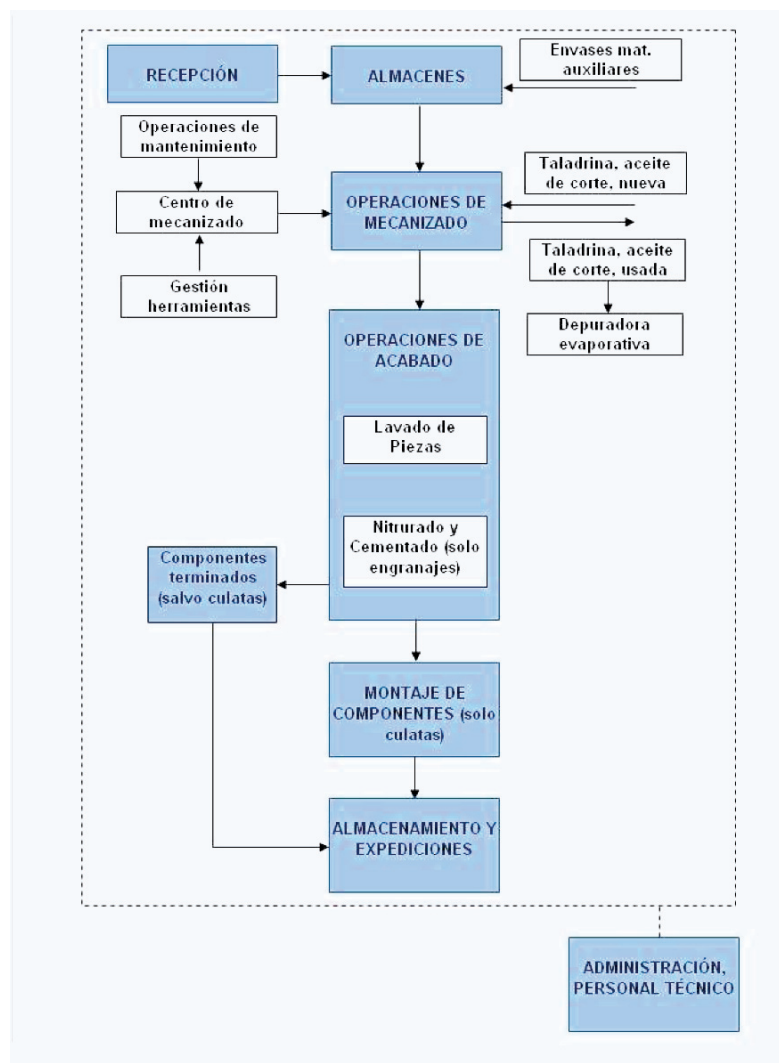 RECEPCIÓN
ALMACENES
Envases mat.
auxiliares
Operaciones de
mantenimiento
Centro de
mecanizado
OPERACIONES DE
MECANIZADO
Taladrina, aceite
de corte, nueva
Taladrina, aceite
de corte, usada
Gestión
herramientas
Depuradora
evaporativa
OPERACIONES DE
ACABADO
Lavado de
Piezas
Nitrurado y
Cementado (solo
engranajes)
Componentes
terminados
(salvo culatas)
MONTAJE DE
COMPONENTES (solo
culatas)
ALMACENAMIENTO Y
EXPEDICIONES
ADMINISTRACIÓN,
PERSONAL TÉCNICO